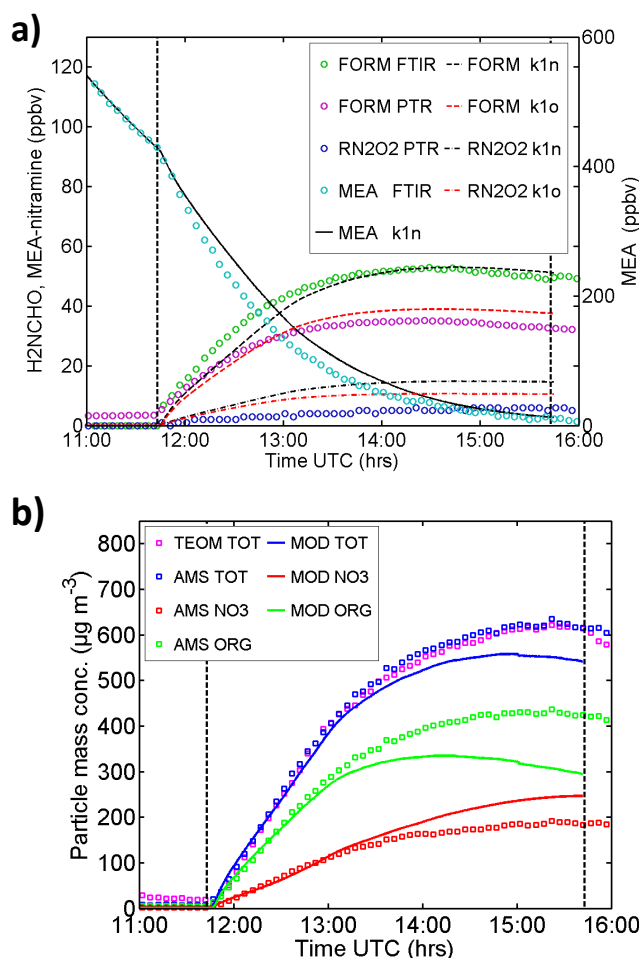 a)
FORM FTIR
FORM k1n
FORM PTR
FORM k1o
RN2O2 PTR
RN2O2 k1n
MEA FTIR
RN2O2 k1o
MEA k1n
120
100
80
60
40
20
0
H2NCHO, MEA-nitramine (ppbv)
600
400
200
0
MEA (ppbv)
11:00
12:00
13:00
14:00
15:00
16:00
Time UTC (hrs)
b)
TEOM TOT
MOD TOT
AMS TOT
MOD NO3
AMS NO3
MOD ORG
AMS ORG
800
700
600
500
400
300
200
100
0
Particle mass conc. (µg m⁻³)
11:00
12:00
13:00
14:00
15:00
16:00
Time UTC (hrs)